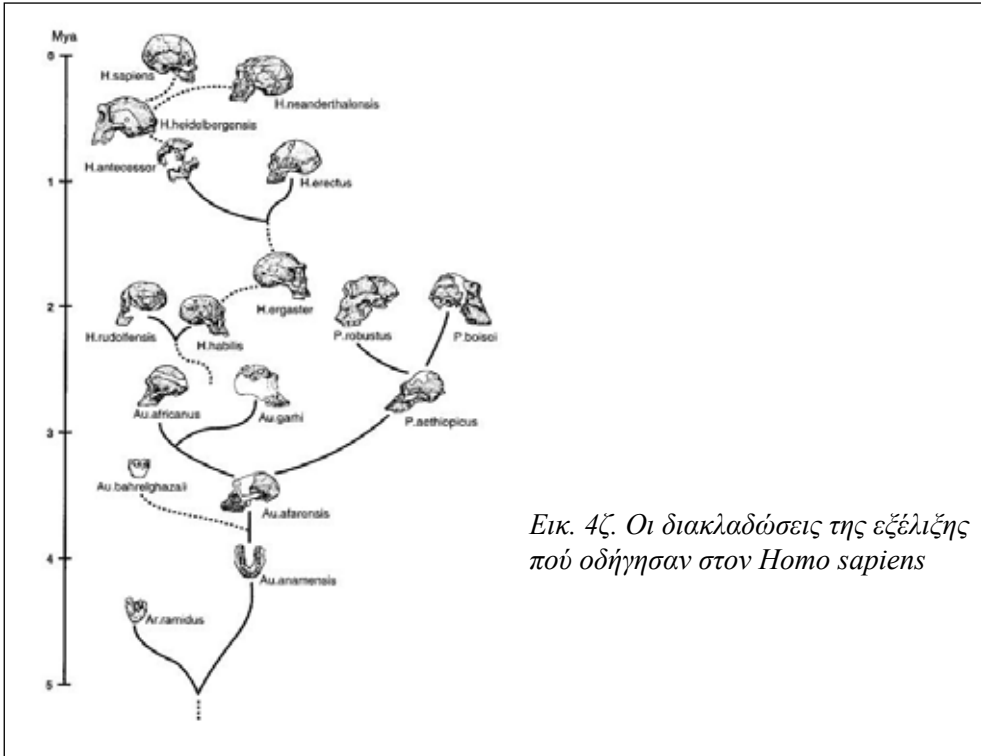 Mya
0
H.sapiens
H.neanderthalensis
H.heidelbergensis
H.antecessor
H.erectus
1
H.ergaster
2
P.robustus
P.boisei
H.rudolfensis
H.habilis
Au.africanus
Au.garhi
P.aethiopicus
3
Au.bahrelghazali
Au.afarensis
4
Au.anamensis
Ar.ramidus
5
Εικ. 4ζ. Οι διακλαδώσεις της εξέλιξης
πού οδήγησαν στον Homo sapiens